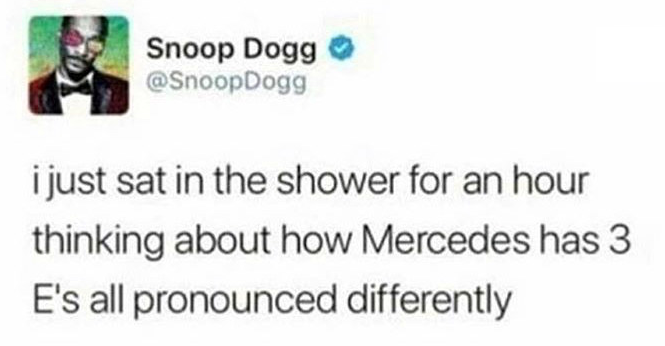 Snoop Dogg
@SnoopDogg
i just sat in the shower for an hour
thinking about how Mercedes has 3
E's all pronounced differently